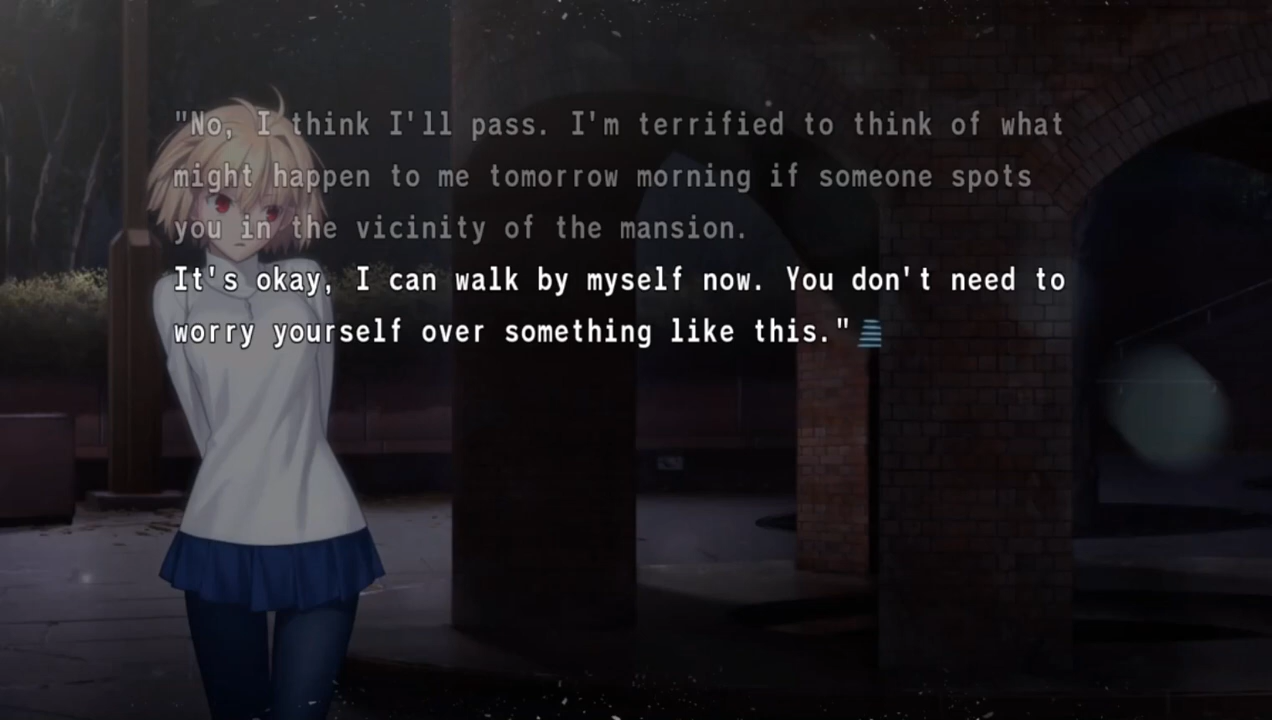 "No, I think I'll pass. I'm terrified to think of what
might happen to me tomorrow morning if someone spots
you in the vicinity of the mansion.
It's okay, I can walk by myself now. You don't need to
worry yourself over something like this."